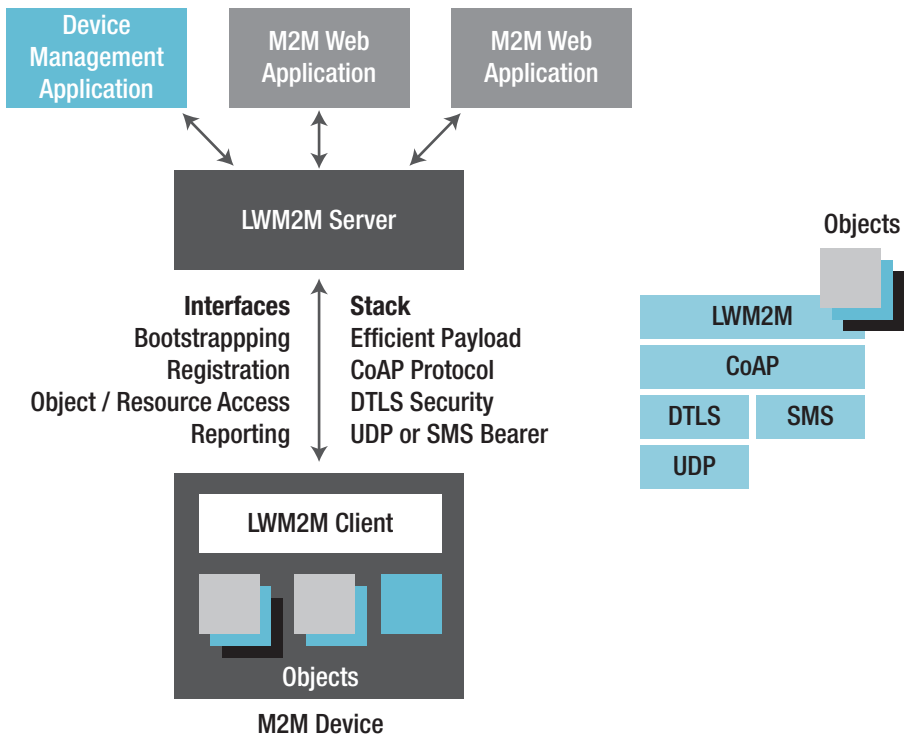 Device
Management
Application
M2M Web
Application
M2M Web
Application
LWM2M Server
Interfaces
Bootstrappping
Registration
Object / Resource Access
Reporting
Stack
Efficient Payload
CoAP Protocol
DTLS Security
UDP or SMS Bearer
LWM2M Client
Objects
M2M Device
Objects
LWM2M
CoAP
DTLS
SMS
UDP